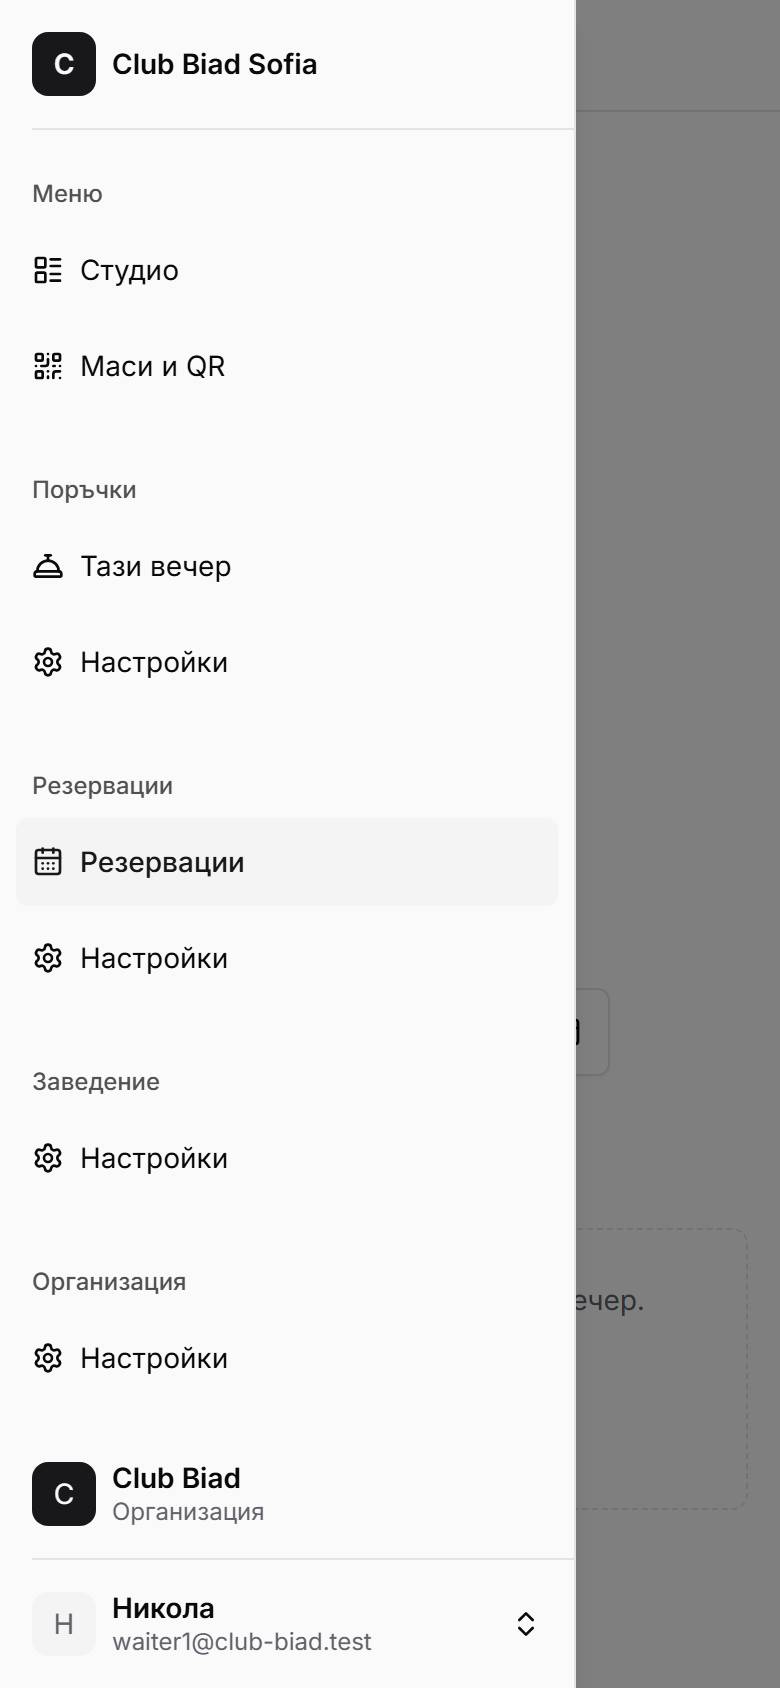 C
Club Biad Sofia
Меню
Студио
Маси и QR
Поръчки
Тази вечер
Настройки
Резервации
Резервации
Настройки
Заведение
Настройки
ечер.
Организация
Настройки
C
Club Biad
Организация
Н
Никола
waiter1@club-biad.test